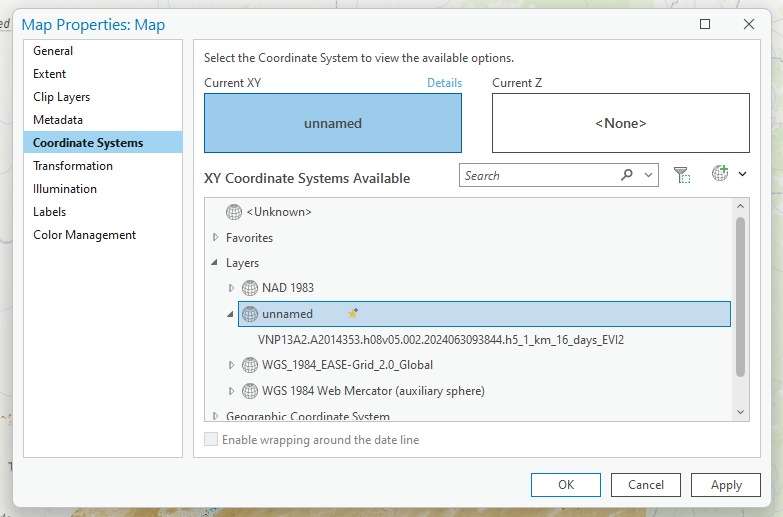 Map Properties: Map
General
Extent
Clip Layers
Metadata
Coordinate Systems
Transformation
Illumination
Labels
Color Management
Select the Coordinate System to view the available options.
Current XY Details Current Z
unnamed <None>
XY Coordinate Systems Available Search
<Unknown>
Favorites
Layers
NAD 1983
unnamed
VNP13A2.A2014353.h08v05.002.2024063093844.h5_1_km_16_days_EVI2
WGS_1984_EASE-Grid_2.0_Global
WGS 1984 Web Mercator (auxiliary sphere)
Geographic Coordinate System
Enable wrapping around the date line
OK Cancel Apply